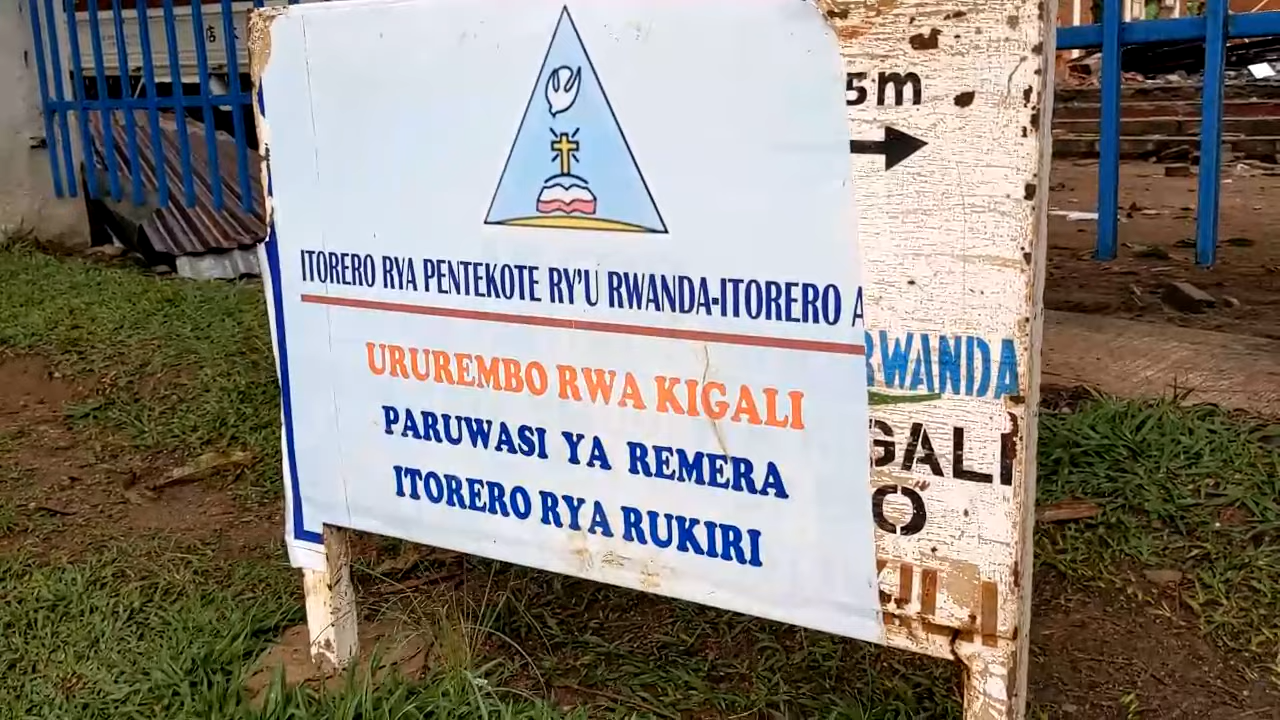 5m
ITORERO RYA PENTEKOTE RY'U RWANDA-ITORERO A
RWANDA
URUREMBO RWA KIGALI
GALI
PARUWASI YA REMERA
O
ITORERO RYA RUKIRI